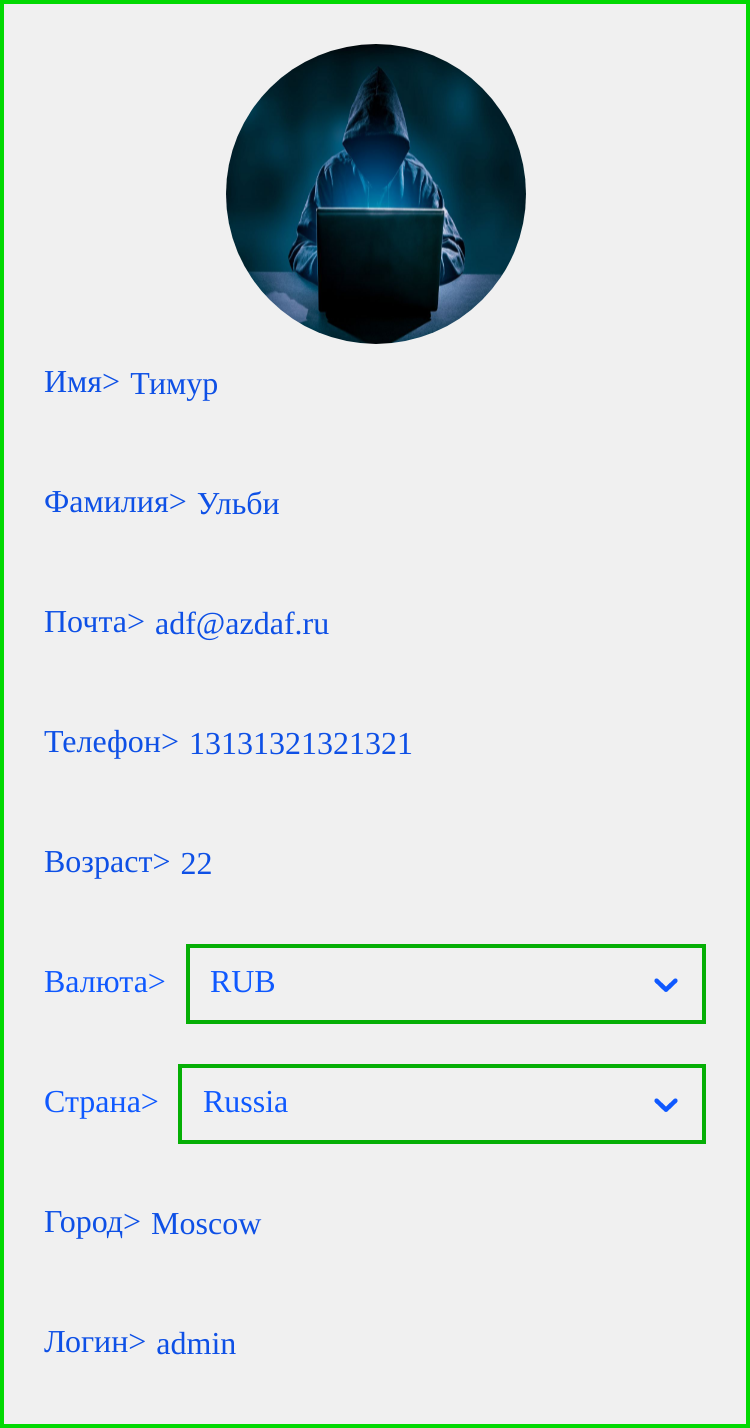 Имя> Тимур
Фамилия> Ульби
Почта> adf@azdaf.ru
Телефон> 13131321321321
Возраст> 22
Валюта> RUB
Страна> Russia
Город> Moscow
Логин> admin